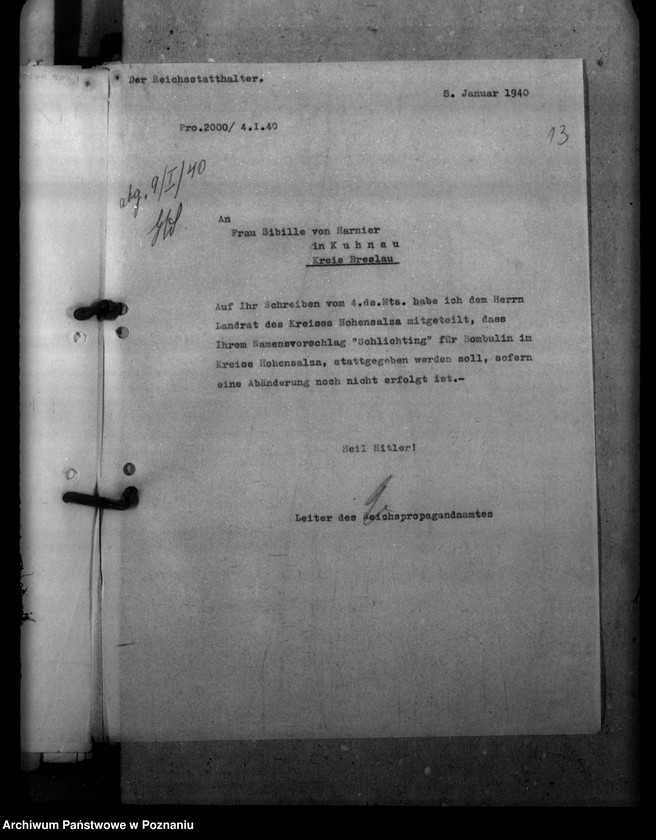 Der Reichsstatthalter.
8. Januar 1940
Pro.2000/ 4.I.40
13
abg. 9/I/40
An
Frau Sibille von Harnier
in K u h n a u
Kreis Breslau
Auf Ihr Schreiben vom 4.ds.Mts. habe ich dem Herrn
Landrat des Kreises Hohensalza mitgeteilt, dass
Ihrem Namensvorschlag "Schlichting" für Bombulin im
Kreise Hohensalza, stattgegeben werden soll, sofern
eine Abänderung noch nicht erfolgt ist.-
Heil Hitler!
Leiter des Reichspropagandaamtes
Archiwum Państwowe w Poznaniu